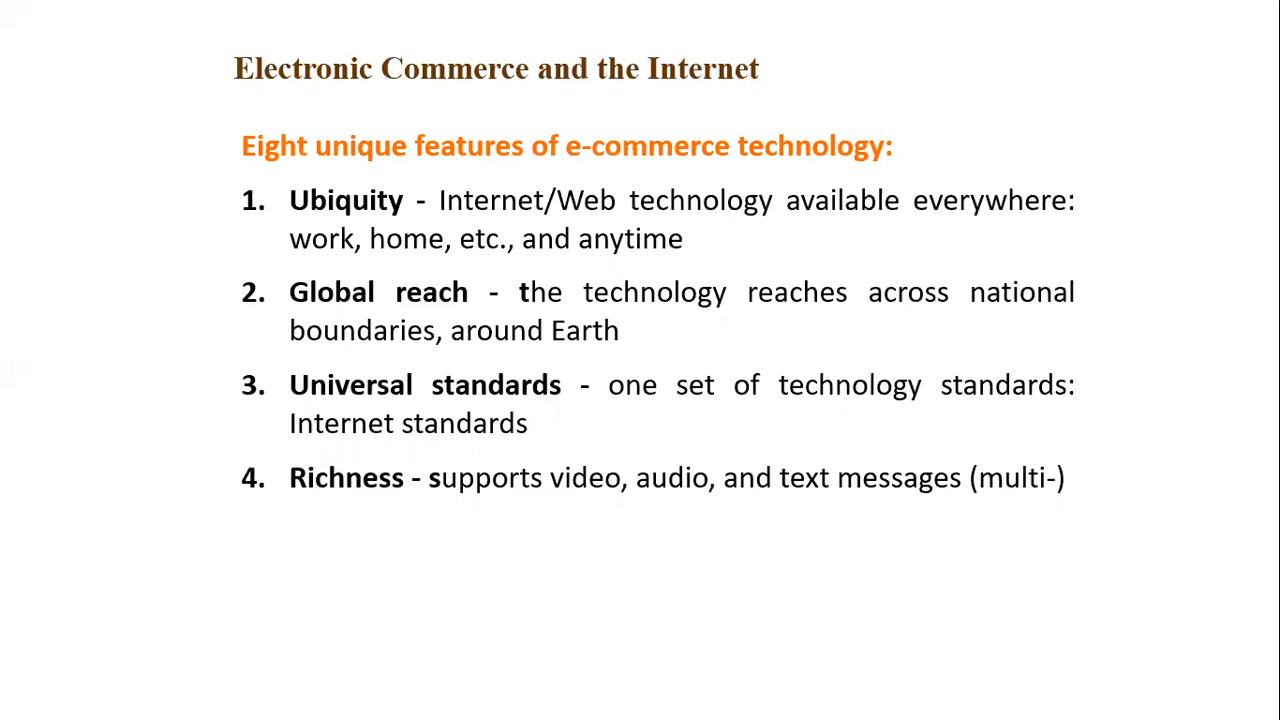 Electronic Commerce and the Internet
Eight unique features of e-commerce technology:
1. Ubiquity - Internet/Web technology available everywhere:
work, home, etc., and anytime
2. Global reach - the technology reaches across national
boundaries, around Earth
3. Universal standards - one set of technology standards:
Internet standards
4. Richness - supports video, audio, and text messages (multi-)